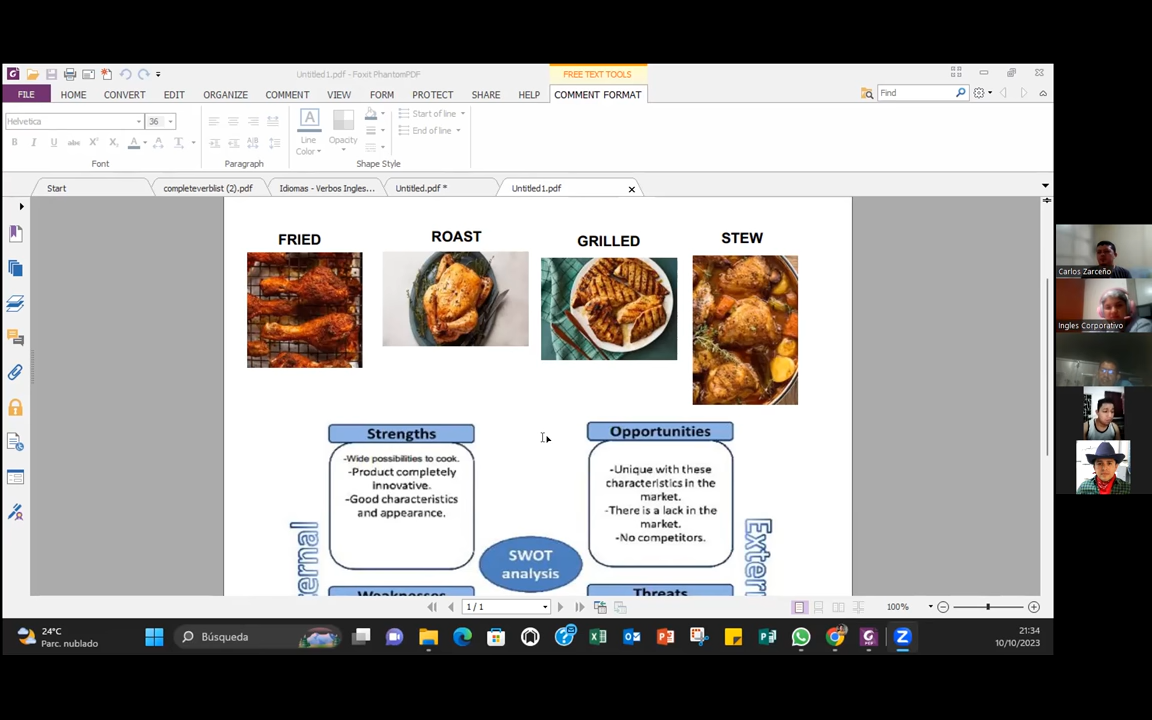 Untitled1.pdf - Foxit PhantomPDF
FREE TEXT TOOLS
FILE
HOME
CONVERT
EDIT
ORGANIZE
COMMENT
VIEW
FORM
PROTECT
SHARE
HELP
COMMENT FORMAT
Find
Helvetica
36
Line
Color
Opacity
Start of line
End of line
Font
Paragraph
Shape Style
Start
completeverblist (2).pdf
Idiomas - Verbos Ingles...
Untitled.pdf *
Untitled1.pdf
FRIED
ROAST
GRILLED
STEW
Strengths
-Wide possibilities to cook.
-Product completely
innovative.
-Good characteristics
and appearance.
Opportunities
-Unique with these
characteristics in the
market.
-There is a lack in the
market.
-No competitors.
SWOT
analysis
ernal
Extern
Weaknesses
Threats
1 / 1
100%
Carlos Zarceño
Ingles Corporativo
24°C
Parc. nublado
Búsqueda
21:34
10/10/2023